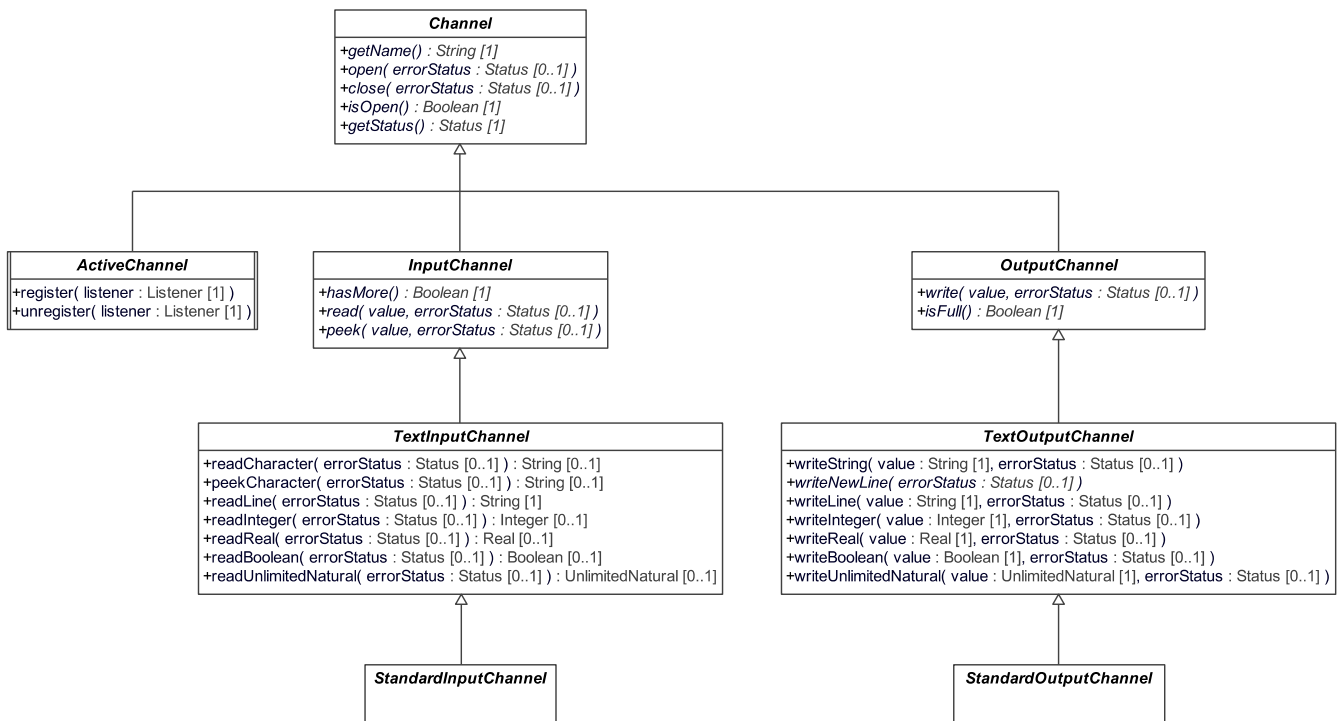 Channel
+getName() : String [1]
+open( errorStatus : Status [0..1] )
+close( errorStatus : Status [0..1] )
+isOpen() : Boolean [1]
+getStatus() : Status [1]
ActiveChannel
+register( listener : Listener [1] )
+unregister( listener : Listener [1] )
InputChannel
+hasMore() : Boolean [1]
+read( value, errorStatus : Status [0..1] )
+peek( value, errorStatus : Status [0..1] )
OutputChannel
+write( value, errorStatus : Status [0..1] )
+isFull() : Boolean [1]
TextInputChannel
+readCharacter( errorStatus : Status [0..1] ) : String [0..1]
+peekCharacter( errorStatus : Status [0..1] ) : String [0..1]
+readLine( errorStatus : Status [0..1] ) : String [1]
+readInteger( errorStatus : Status [0..1] ) : Integer [0..1]
+readReal( errorStatus : Status [0..1] ) : Real [0..1]
+readBoolean( errorStatus : Status [0..1] ) : Boolean [0..1]
+readUnlimitedNatural( errorStatus : Status [0..1] ) : UnlimitedNatural [0..1]
TextOutputChannel
+writeString( value : String [1], errorStatus : Status [0..1] )
+writeNewLine( errorStatus : Status [0..1] )
+writeLine( value : String [1], errorStatus : Status [0..1] )
+writeInteger( value : Integer [1], errorStatus : Status [0..1] )
+writeReal( value : Real [1], errorStatus : Status [0..1] )
+writeBoolean( value : Boolean [1], errorStatus : Status [0..1] )
+writeUnlimitedNatural( value : UnlimitedNatural [1], errorStatus : Status [0..1] )
StandardInputChannel
StandardOutputChannel